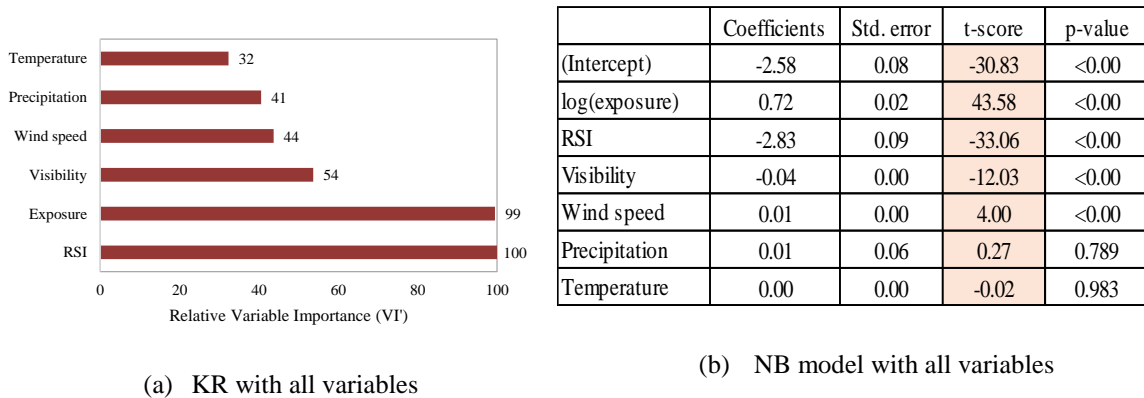 Temperature 32
Precipitation 41
Wind speed 44
Visibility 54
Exposure 99
RSI 100
0 20 40 60 80 100
Relative Variable Importance (VI')
(a) KR with all variables
Coefficients Std. error t-score p-value
(Intercept) -2.58 0.08 -30.83 <0.00
log(exposure) 0.72 0.02 43.58 <0.00
RSI -2.83 0.09 -33.06 <0.00
Visibility -0.04 0.00 -12.03 <0.00
Wind speed 0.01 0.00 4.00 <0.00
Precipitation 0.01 0.06 0.27 0.789
Temperature 0.00 0.00 -0.02 0.983
(b) NB model with all variables